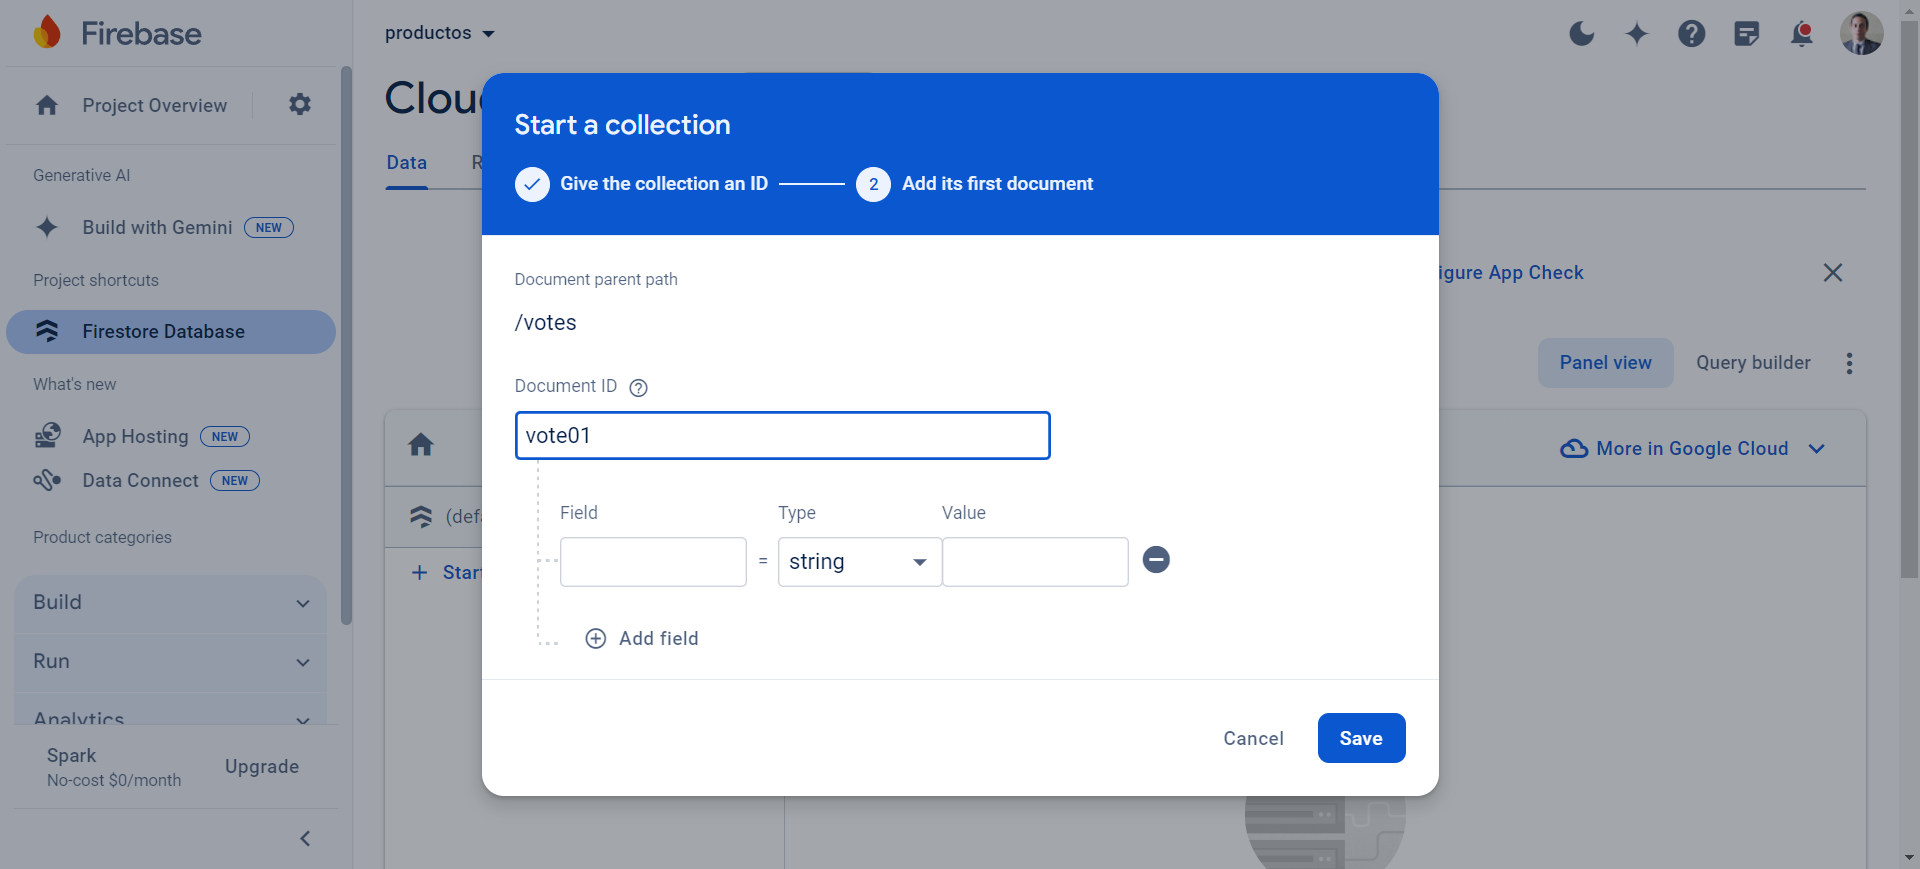 Firebase
productos
Project Overview
Cloud
Generative AI
Data
Build with Gemini
NEW
Project shortcuts
Firestore Database
What's new
App Hosting
NEW
Data Connect
NEW
Product categories
Build
Run
Analytics
Spark
No-cost $0/month
Upgrade
Start a collection
Give the collection an ID
2
Add its first document
Document parent path
/votes
Document ID
vote01
Field
Type
Value
=
string
Add field
Cancel
Save
igure App Check
Panel view
Query builder
More in Google Cloud
(def
+ Start